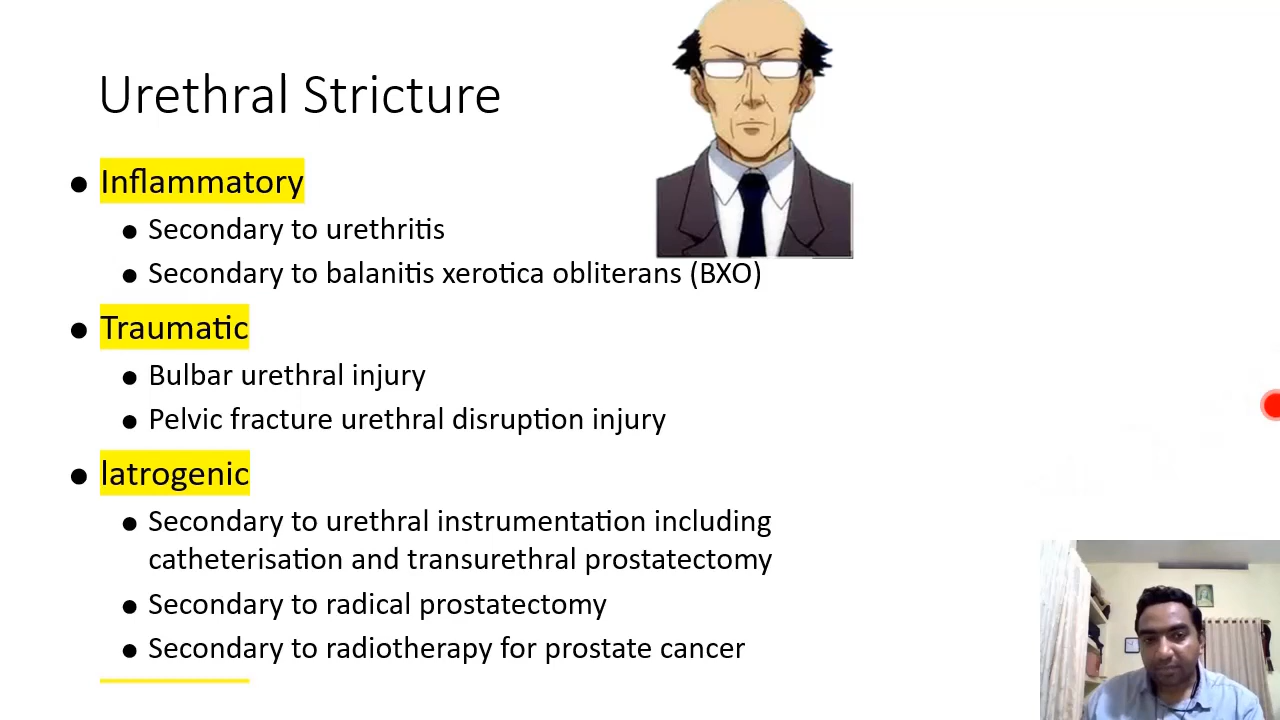 Urethral Stricture
● Inflammatory
● Secondary to urethritis
● Secondary to balanitis xerotica obliterans (BXO)
● Traumatic
● Bulbar urethral injury
● Pelvic fracture urethral disruption injury
● Iatrogenic
● Secondary to urethral instrumentation including
catheterisation and transurethral prostatectomy
● Secondary to radical prostatectomy
● Secondary to radiotherapy for prostate cancer